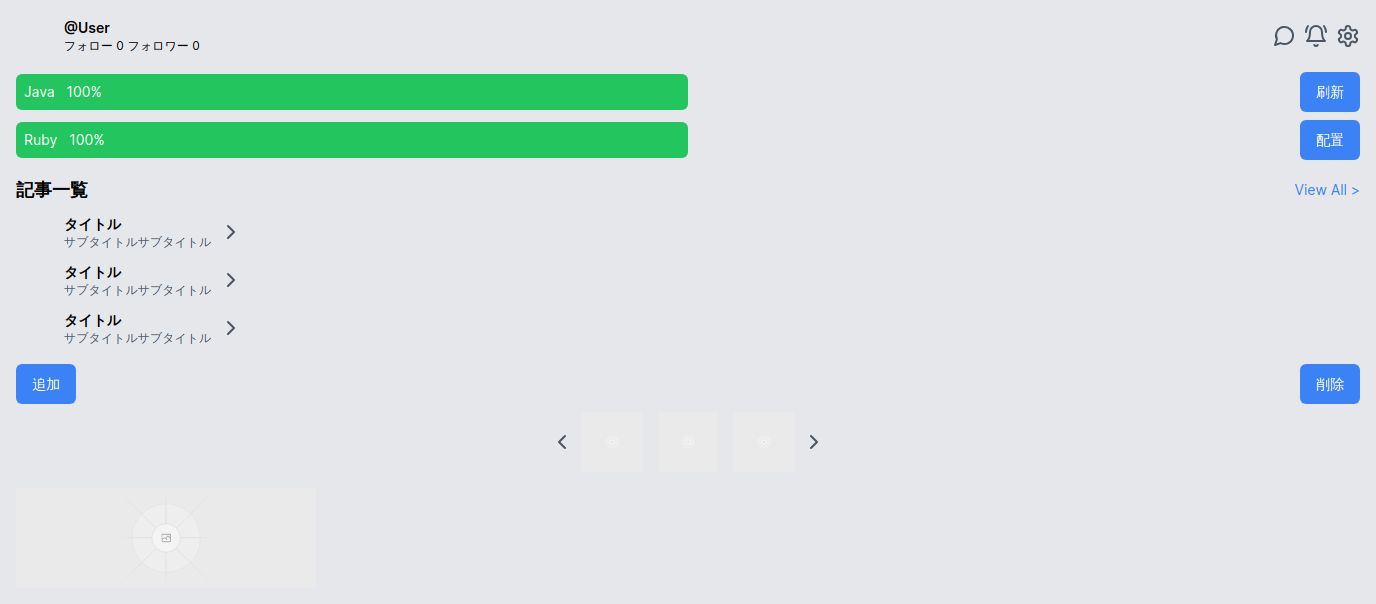 @User
フォロー 0 フォロワー 0
Java 100%
刷新
Ruby 100%
配置
記事一覧
View All >
タイトル
サブタイトルサブタイトル
タイトル
サブタイトルサブタイトル
タイトル
サブタイトルサブタイトル
追加
削除